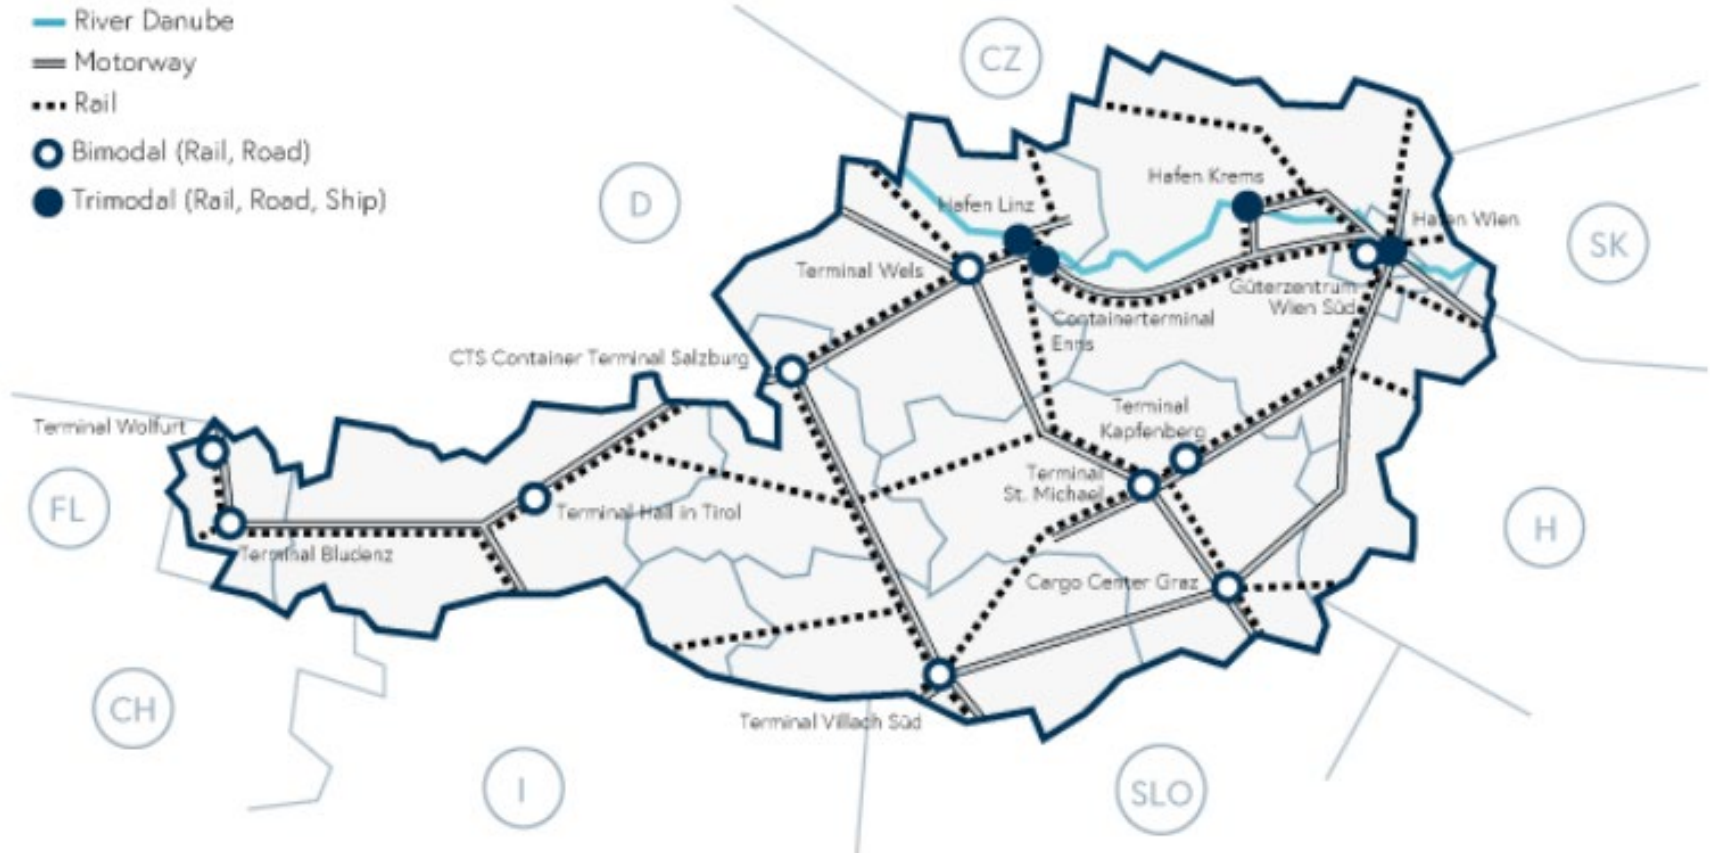 River Danube
Motorway
Rail
Bimodal (Rail, Road)
Trimodal (Rail, Road, Ship)
CZ
D
SK
Hafen Krems
Hafen Linz
Hafen Wien
Terminal Wels
Güterzentrum
Wien Süd
Containerterminal
Enns
CTS Container Terminal Salzburg
Terminal Wolfurt
Terminal
Kapfenberg
Terminal
St. Michael
FL
Terminal Hall in Tirol
H
Terminal Bludenz
Cargo Center Graz
CH
Terminal Villach Süd
I
SLO